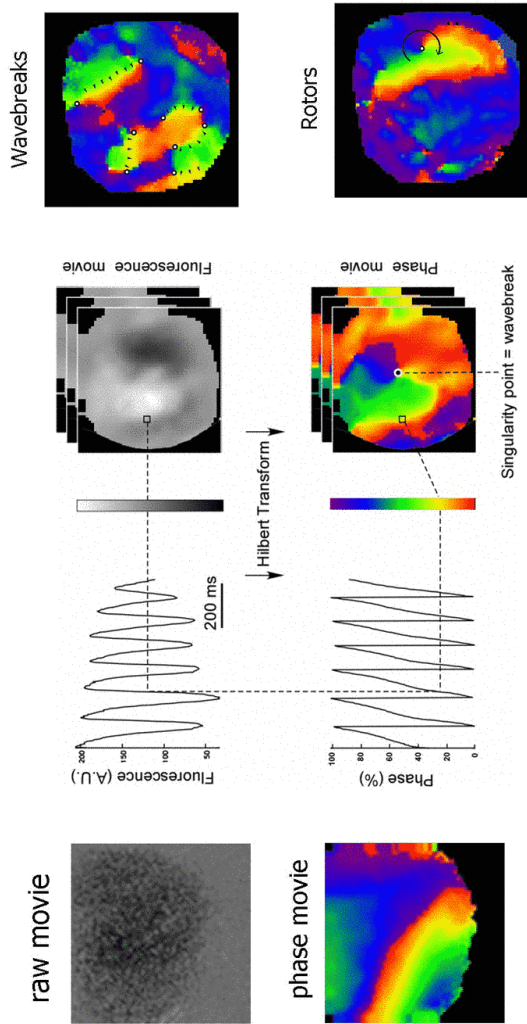 raw movie
phase movie
Fluorescence (A.U.)
200
150
100
50
200 ms
Hilbert Transform
Fluorescence movie
Phase (%)
100
80
60
40
20
0
Phase movie
Singularity point = wavebreak
Wavebreaks
Rotors